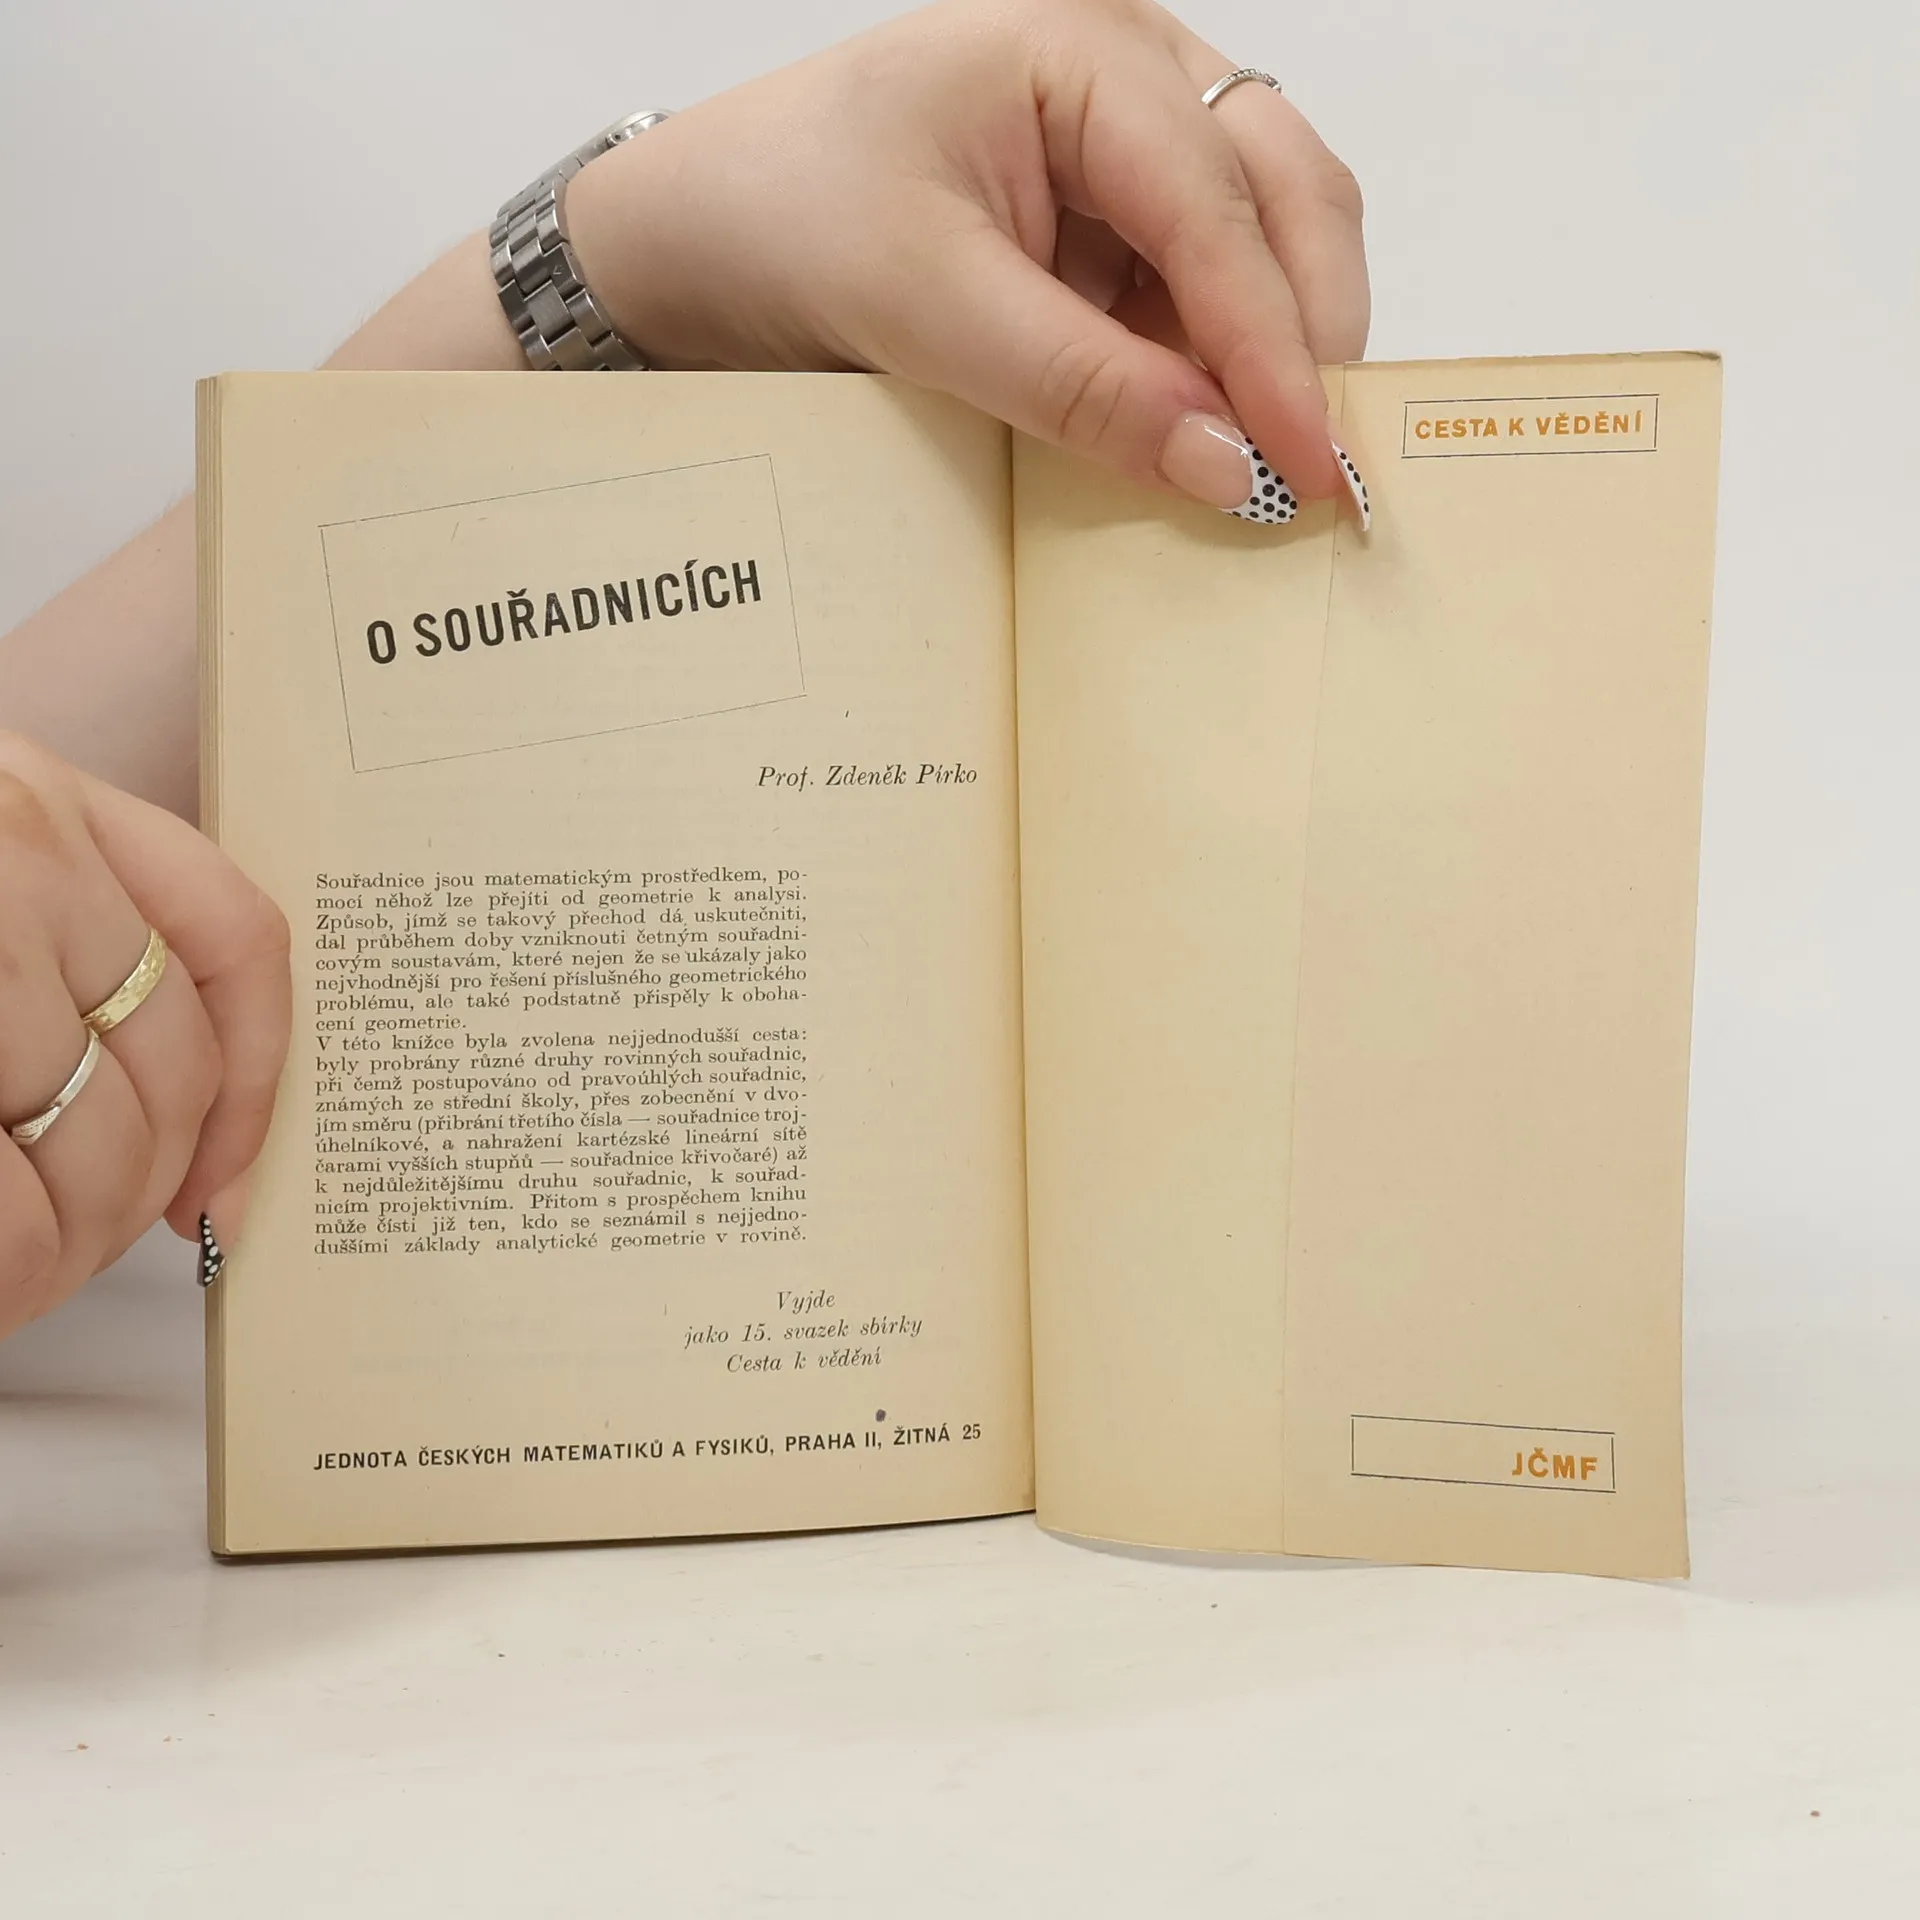 O SOUŘADNICÍCH
Prof. Zdeněk Pírko
Souřadnice jsou matematickým prostředkem, po-
mocí něhož lze přejíti od geometrie k analysi.
Způsob, jímž se takový přechod dá uskutečniti,
dal průběhem doby vzniknouti četným souřadni-
covým soustavám, které nejen že se ukázaly jako
nejvhodnější pro řešení příslušného geometrického
problému, ale také podstatně přispěly k oboha-
cení geometrie.
V této knížce byla zvolena nejjednodušší cesta:
byly probrány různé druhy rovinných souřadnic,
při čemž postupováno od pravoúhlých souřadnic,
známých ze střední školy, přes zobecnění v dvo-
jím směru (přibrání třetího čísla — souřadnice troj-
úhelníkové, a nahražení kartézské lineární sítě
čarami vyšších stupňů — souřadnice křivočaré) až
k nejdůležitějšímu druhu souřadnic, k souřad-
nicím projektivním. Přitom s prospěchem knihu
může čísti již ten, kdo se seznámil s nejjedno-
duššími základy analytické geometrie v rovině.
Vyjde
jako 15. svazek sbírky
Cesta k vědění
JEDNOTA ČESKÝCH MATEMATIKŮ A FYSIKŮ, PRAHA II, ŽITNÁ 25
CESTA K VĚDĚNÍ
JČMF